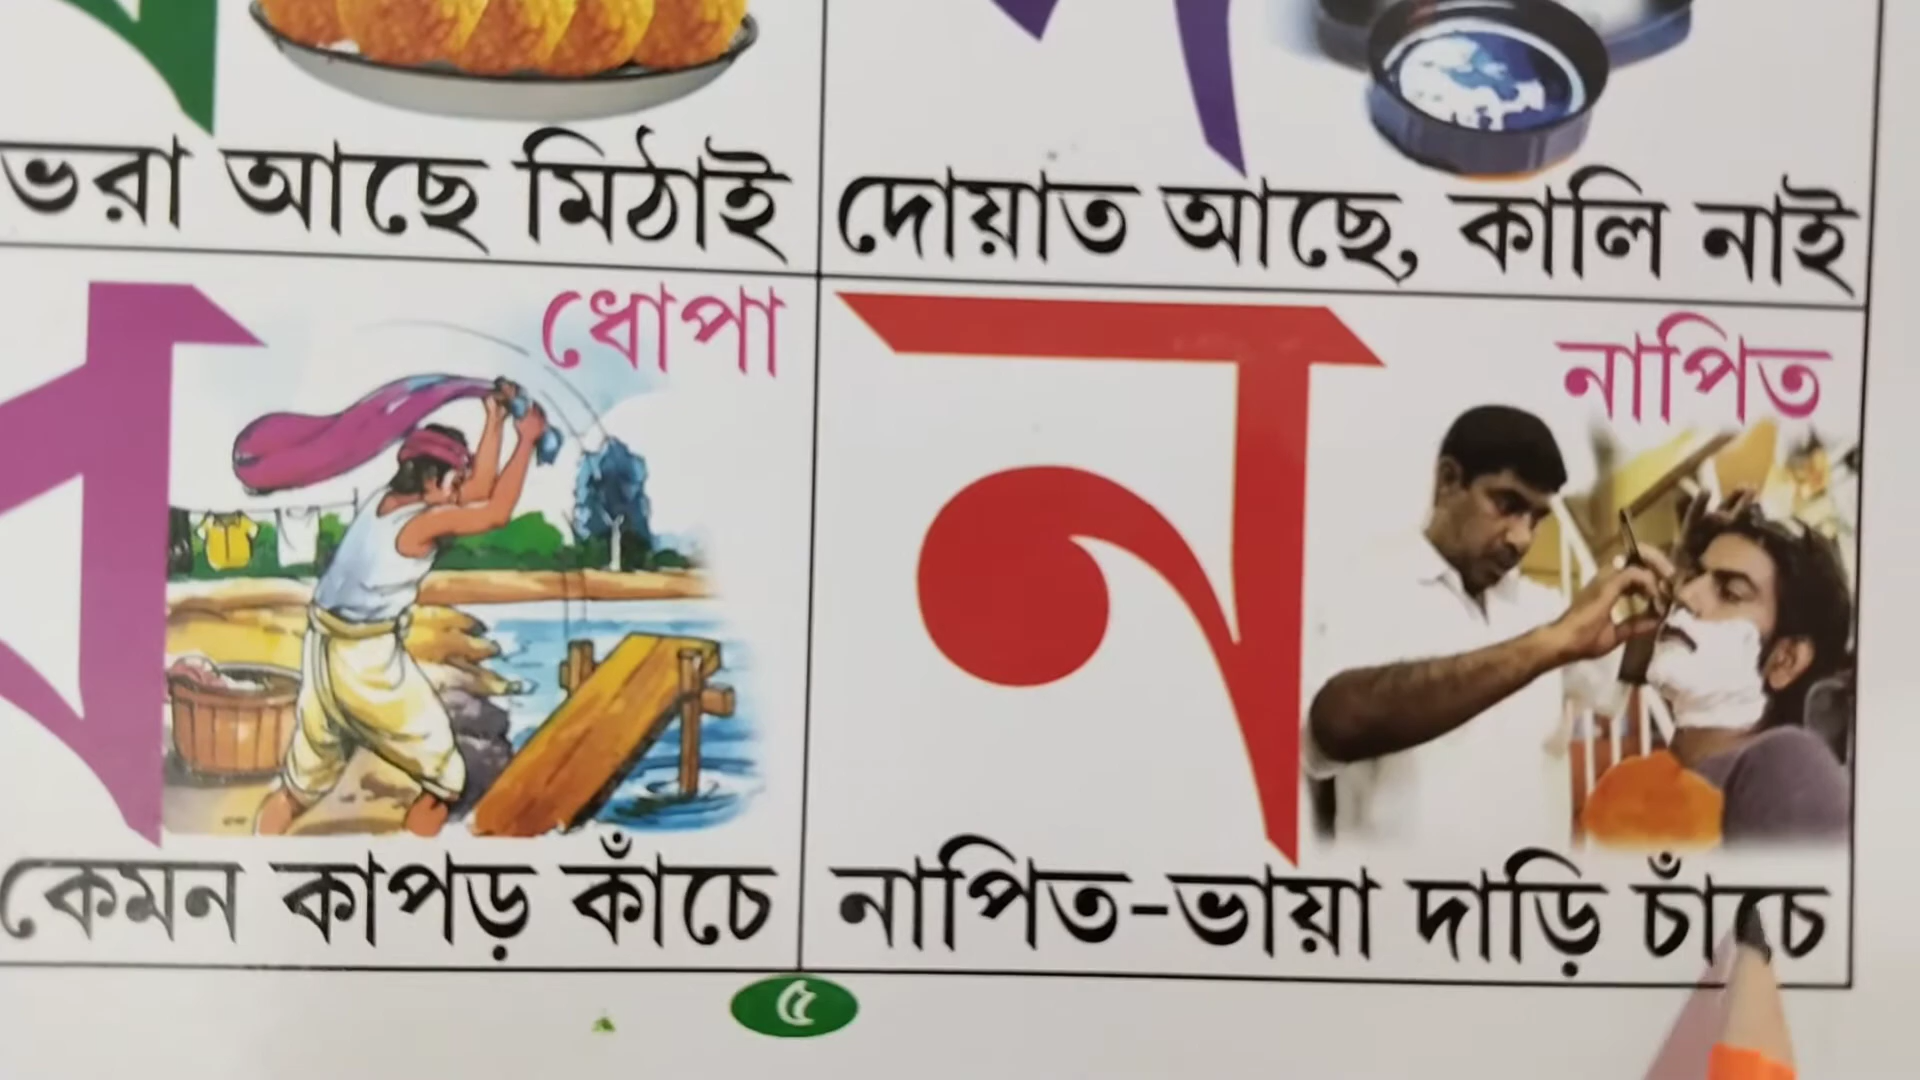 ভরা আছে মিঠাই
দোয়াত আছে, কালি নাই
ধোপা
কেমন কাপড় কাঁচে
ন
নাপিত
নাপিত-ভায়া দাড়ি চাঁচে
৫